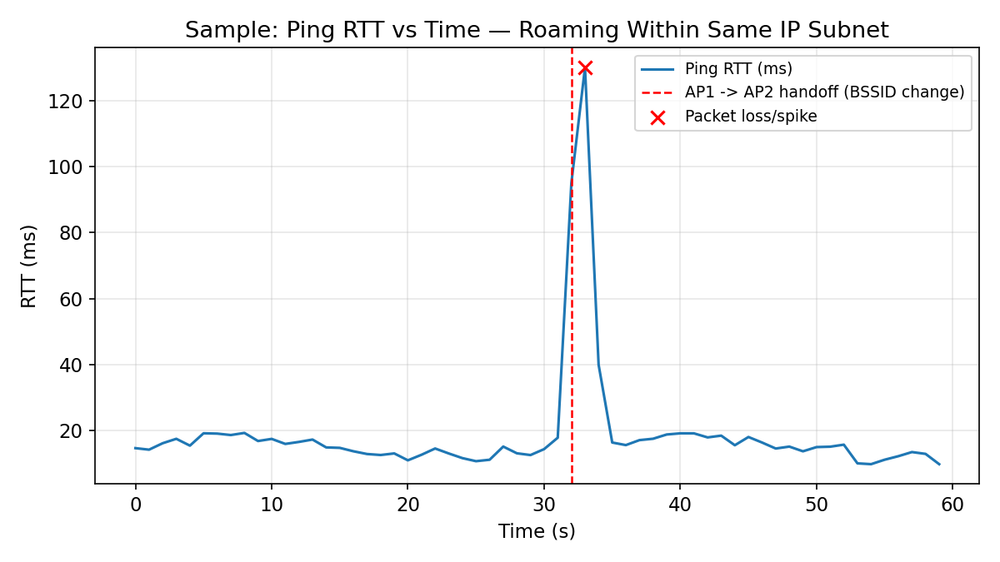 Sample: Ping RTT vs Time — Roaming Within Same IP Subnet
Ping RTT (ms)
AP1 -> AP2 handoff (BSSID change)
Packet loss/spike
RTT (ms)
120
100
80
60
40
20
0 10 20 30 40 50 60
Time (s)